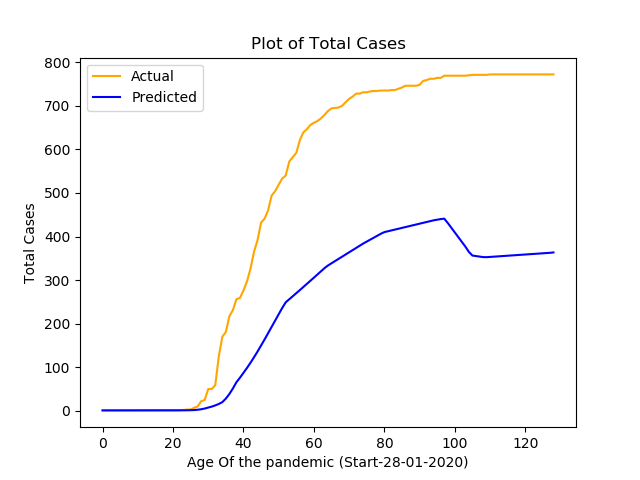 Plot of Total Cases
Actual
Predicted
800
700
600
500
400
300
200
100
0
Total Cases
0 20 40 60 80 100 120
Age Of the pandemic (Start-28-01-2020)